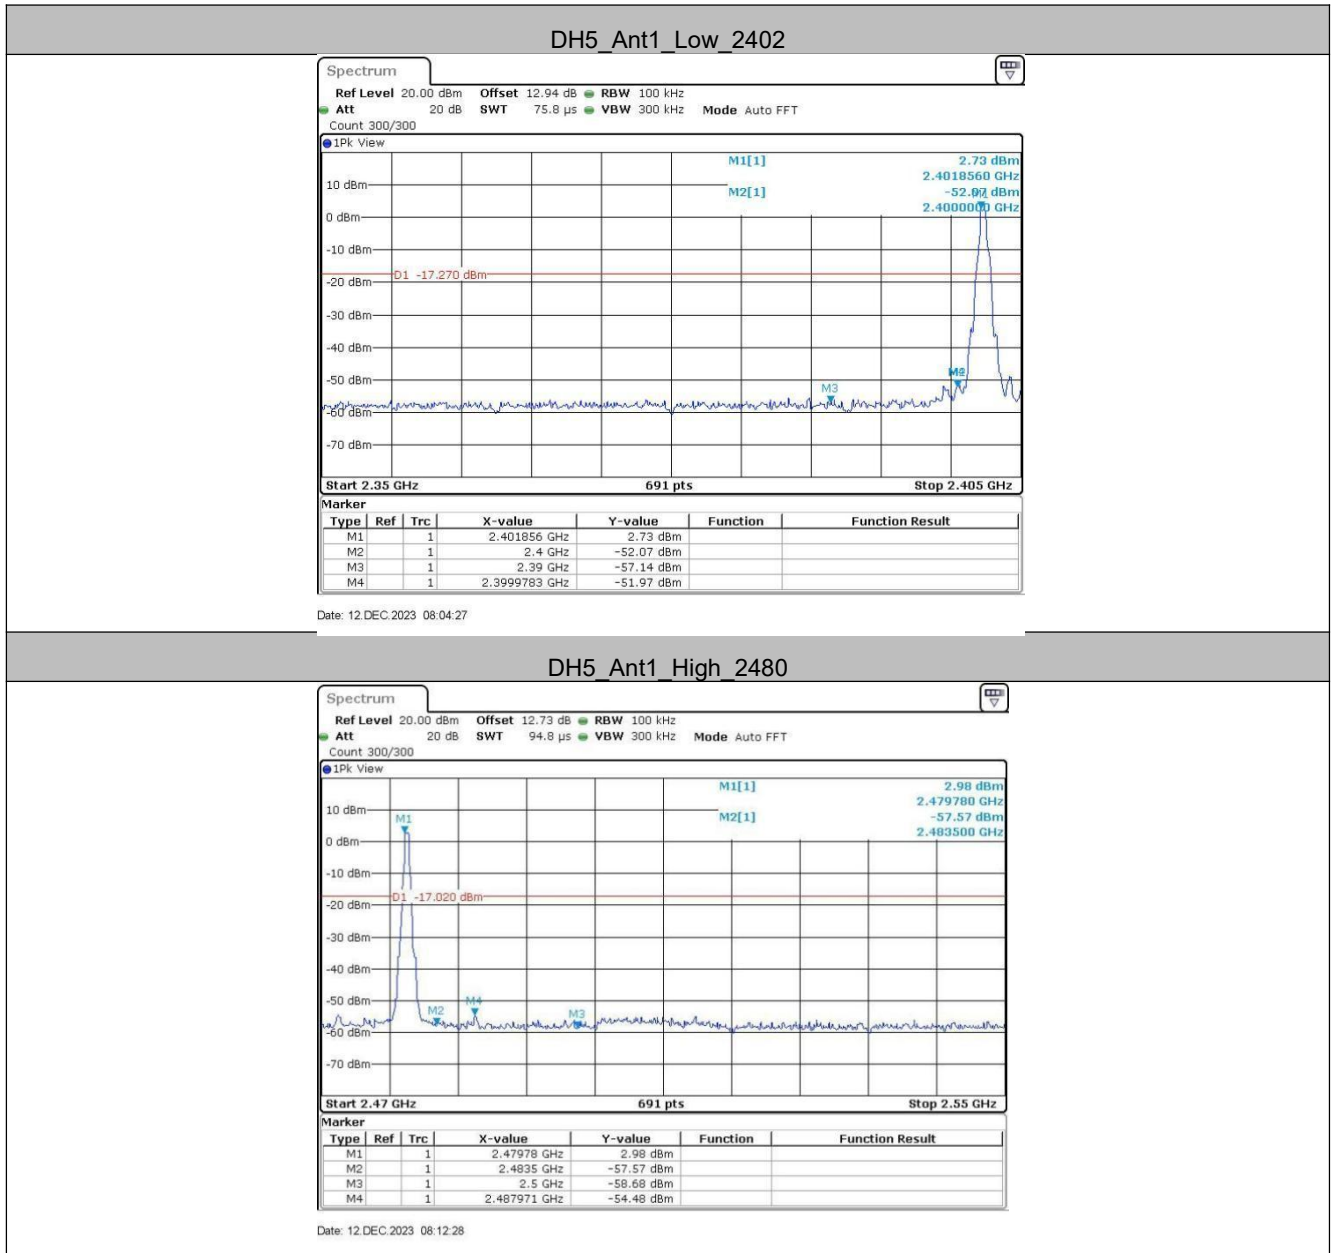 DH5_Ant1_Low_2402
Spectrum
Ref Level 20.00 dBm Offset 12.94 dB RBW 100 kHz
Att 20 dB SWT 75.8 µs VBW 300 kHz Mode Auto FFT
Count 300/300
1Pk View
M1[1] 2.73 dBm
2.4018560 GHz
10 dBm
M2[1] -52.07 dBm
2.4000000 GHz
M1
0 dBm
-10 dBm
D1 -17.270 dBm
-20 dBm
-30 dBm
-40 dBm
-50 dBm
M3
-60 dBm
-70 dBm
Start 2.35 GHz 691 pts Stop 2.405 GHz
Marker
Type Ref Trc X-value Y-value Function Function Result
M1 1 2.401856 GHz 2.73 dBm
M2 1 2.4 GHz -52.07 dBm
M3 1 2.39 GHz -57.14 dBm
M4 1 2.3999783 GHz -51.97 dBm
Date: 12.DEC.2023 08:04:27
DH5_Ant1_High_2480
Spectrum
Ref Level 20.00 dBm Offset 12.73 dB RBW 100 kHz
Att 20 dB SWT 94.8 µs VBW 300 kHz Mode Auto FFT
Count 300/300
1Pk View
M1[1] 2.98 dBm
2.479780 GHz
10 dBm
M1
M2[1] -57.57 dBm
2.483500 GHz
0 dBm
-10 dBm
D1 -17.020 dBm
-20 dBm
-30 dBm
-40 dBm
-50 dBm
M2 M4 M3
-60 dBm
-70 dBm
Start 2.47 GHz 691 pts Stop 2.55 GHz
Marker
Type Ref Trc X-value Y-value Function Function Result
M1 1 2.47978 GHz 2.98 dBm
M2 1 2.4835 GHz -57.57 dBm
M3 1 2.5 GHz -58.68 dBm
M4 1 2.487971 GHz -54.48 dBm
Date: 12.DEC.2023 08:12:28